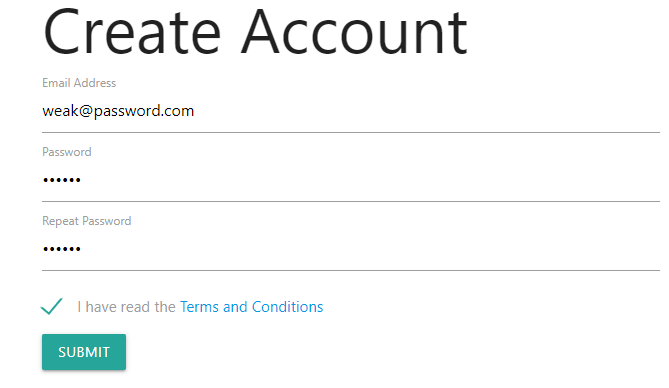 Create Account
Email Address
weak@password.com
Password
••••••
Repeat Password
••••••
I have read the Terms and Conditions
SUBMIT